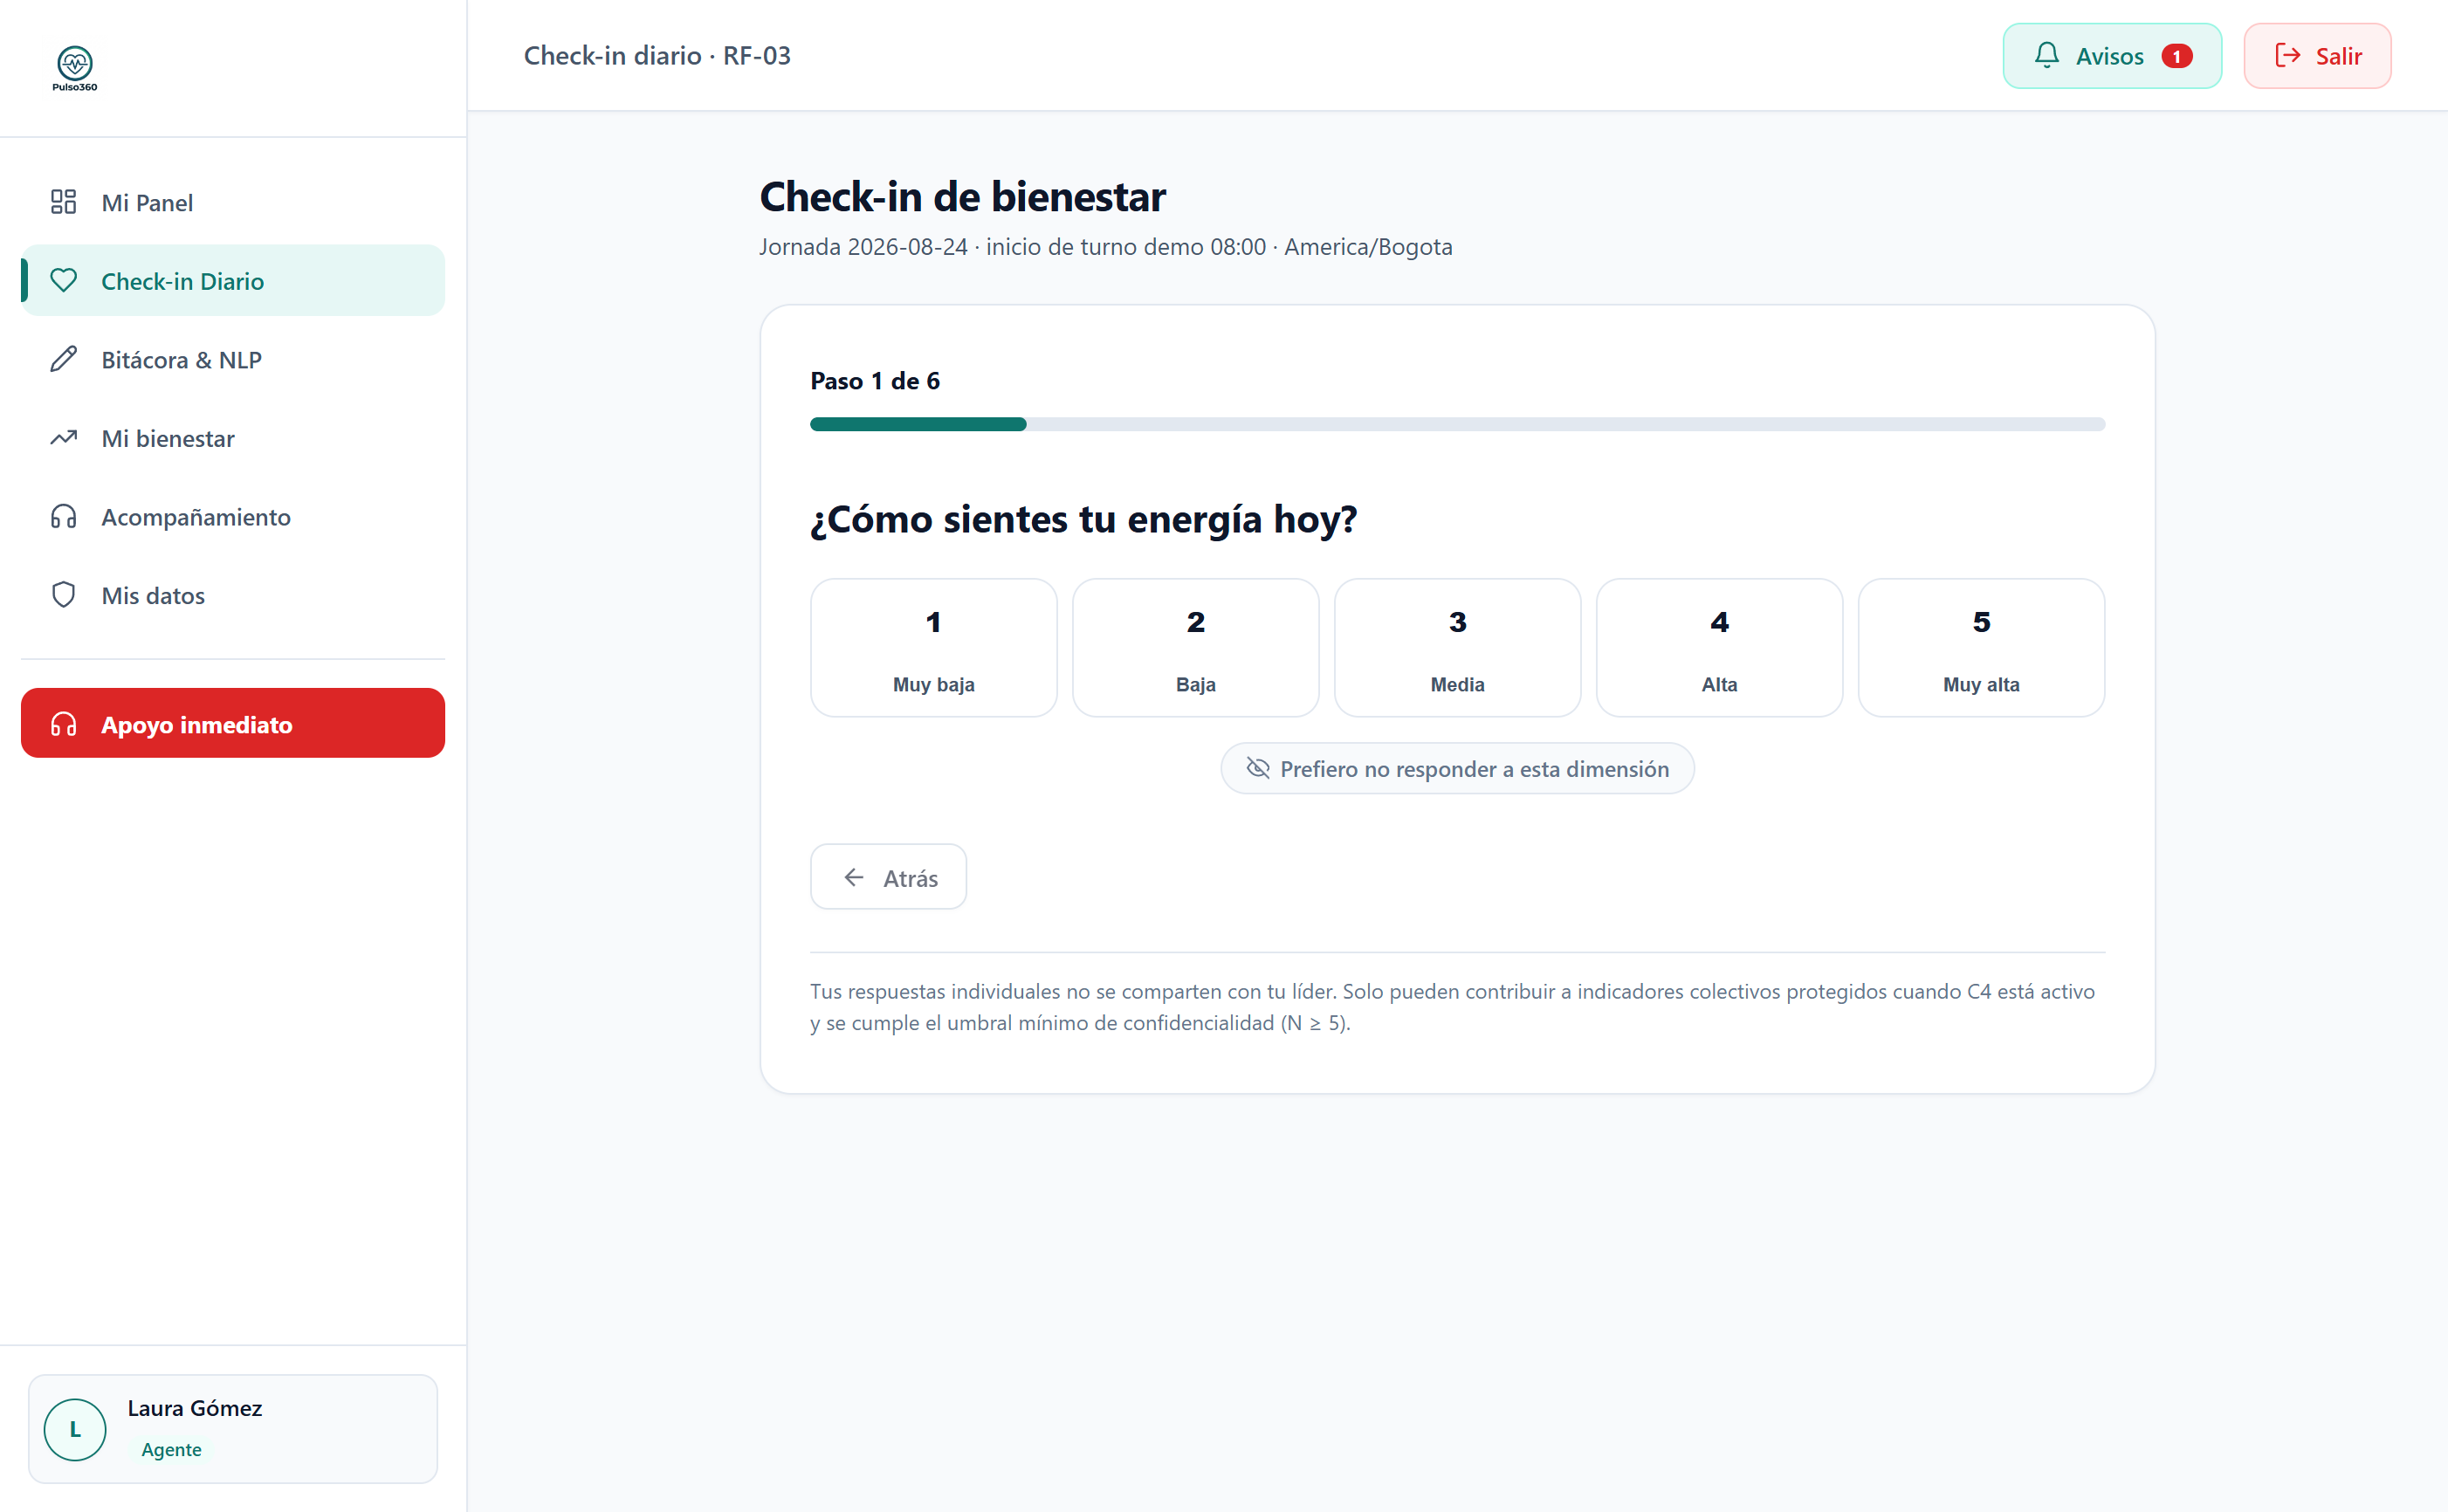 Pulso360
Mi Panel
Check-in Diario
Bitácora & NLP
Mi bienestar
Acompañamiento
Mis datos
Apoyo inmediato
Laura Gómez
L
Agente
Check-in diario · RF-03
Avisos 1
Salir
Check-in de bienestar
Jornada 2026-08-24 · inicio de turno demo 08:00 · America/Bogota
Paso 1 de 6
¿Cómo sientes tu energía hoy?
1 2 3 4 5
Muy baja Baja Media Alta Muy alta
Prefiero no responder a esta dimensión
Atrás
Tus respuestas individuales no se comparten con tu líder. Solo pueden contribuir a indicadores colectivos protegidos cuando C4 está activo
y se cumple el umbral mínimo de confidencialidad (N ≥ 5).